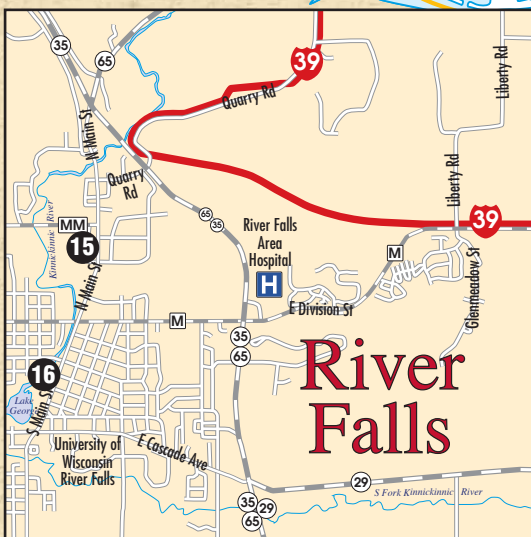 35
65
39
Quarry Rd
Liberty Rd
N Main St
Quarry
Rd
Liberty Rd
Kinnickinnic River
MM
15
65
35
River Falls
Area
Hospital
H
39
M
Glenmeadow St
N Main St
E Division St
M
35
65
River
Falls
16
Lake
George
S Main St
University of
Wisconsin
River Falls
E Cascade Ave
29
S Fork Kinnickinnic River
35
29
65